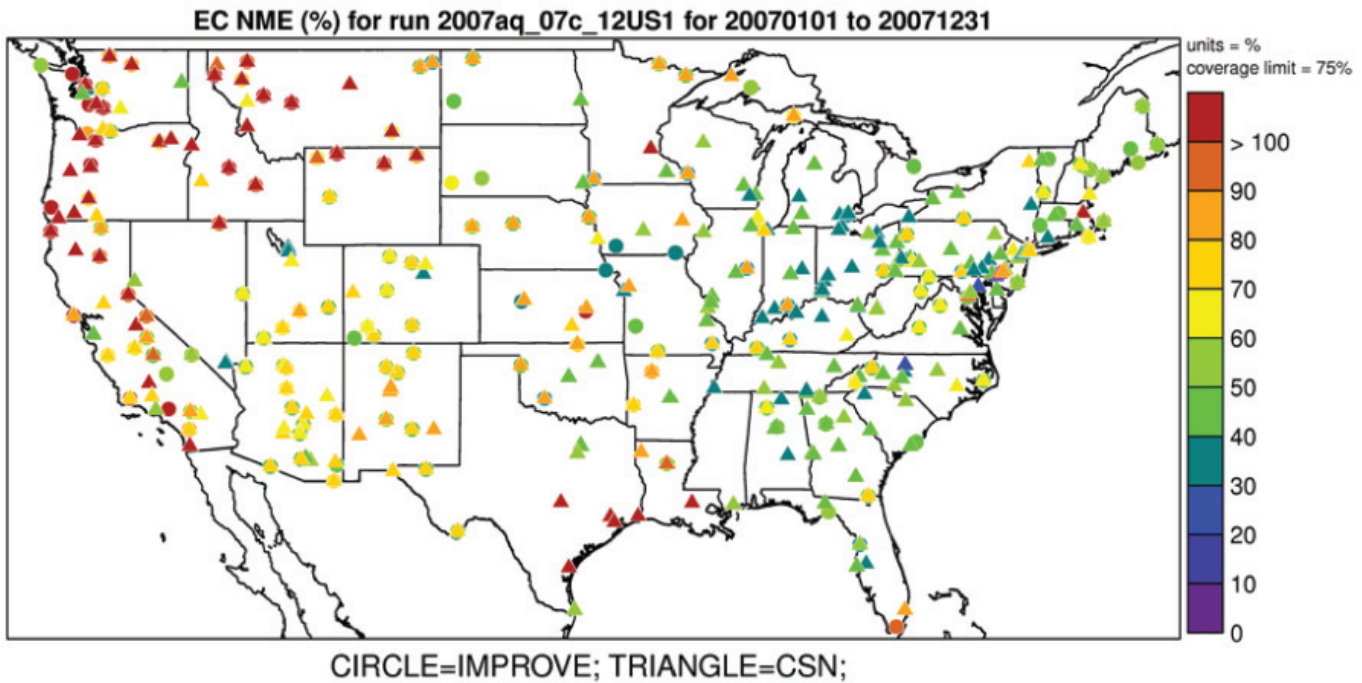 EC NME (%) for run 2007aq_07c_12US1 for 20070101 to 20071231
units = %
coverage limit = 75%
> 100
90
80
70
60
50
40
30
20
10
0
CIRCLE=IMPROVE; TRIANGLE=CSN;